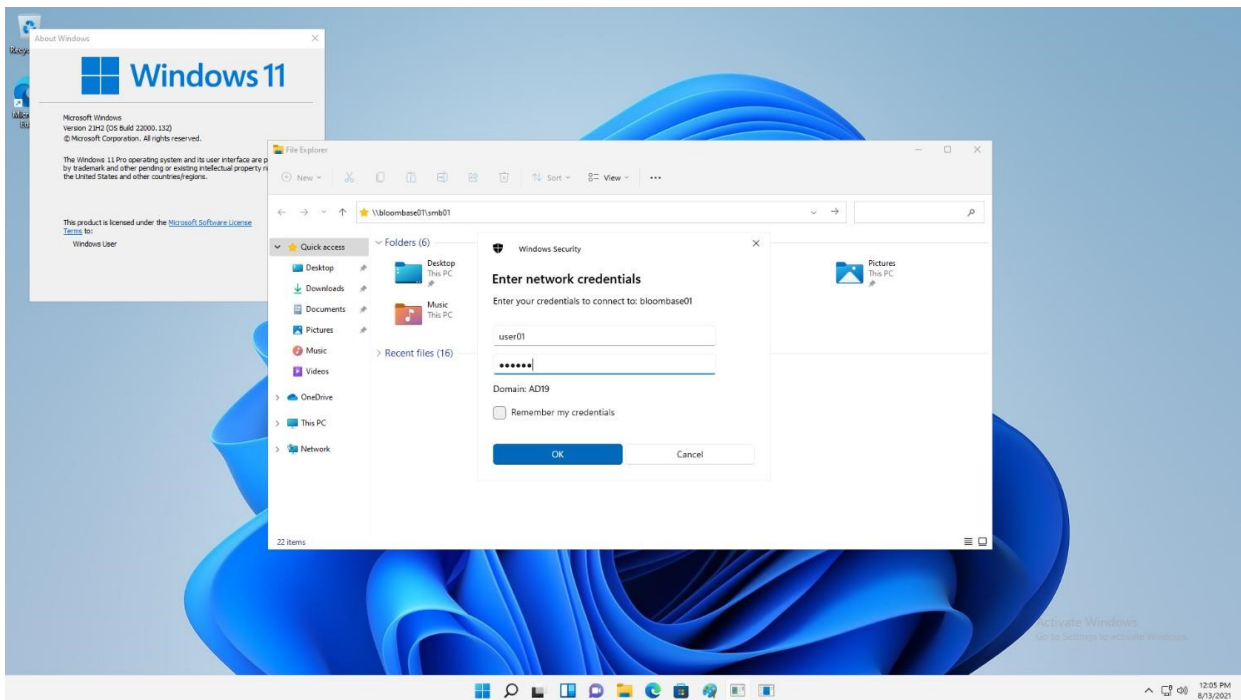 About Windows
Windows 11
Microsoft Windows
Version 21H2 (OS Build 22000.132)
© Microsoft Corporation. All rights reserved.
The Windows 11 Pro operating system and its user interface are
by trademark and other pending or existing intellectual property
the United States and other countries/regions.
This product is licensed under the Microsoft Software License
Terms to:
Windows User
File Explorer
New
Sort
View
\\bloombase01\smb01
Quick access
Desktop
Downloads
Documents
Pictures
Music
Videos
OneDrive
This PC
Network
Folders (6)
Desktop
This PC
Music
This PC
Pictures
This PC
Recent files (16)
Windows Security
Enter network credentials
Enter your credentials to connect to: bloombase01
user01
••••••
Domain: AD19
Remember my credentials
OK Cancel
22 items
Activate Windows
Go to Settings to activate Windows.
12:05 PM
8/13/2021